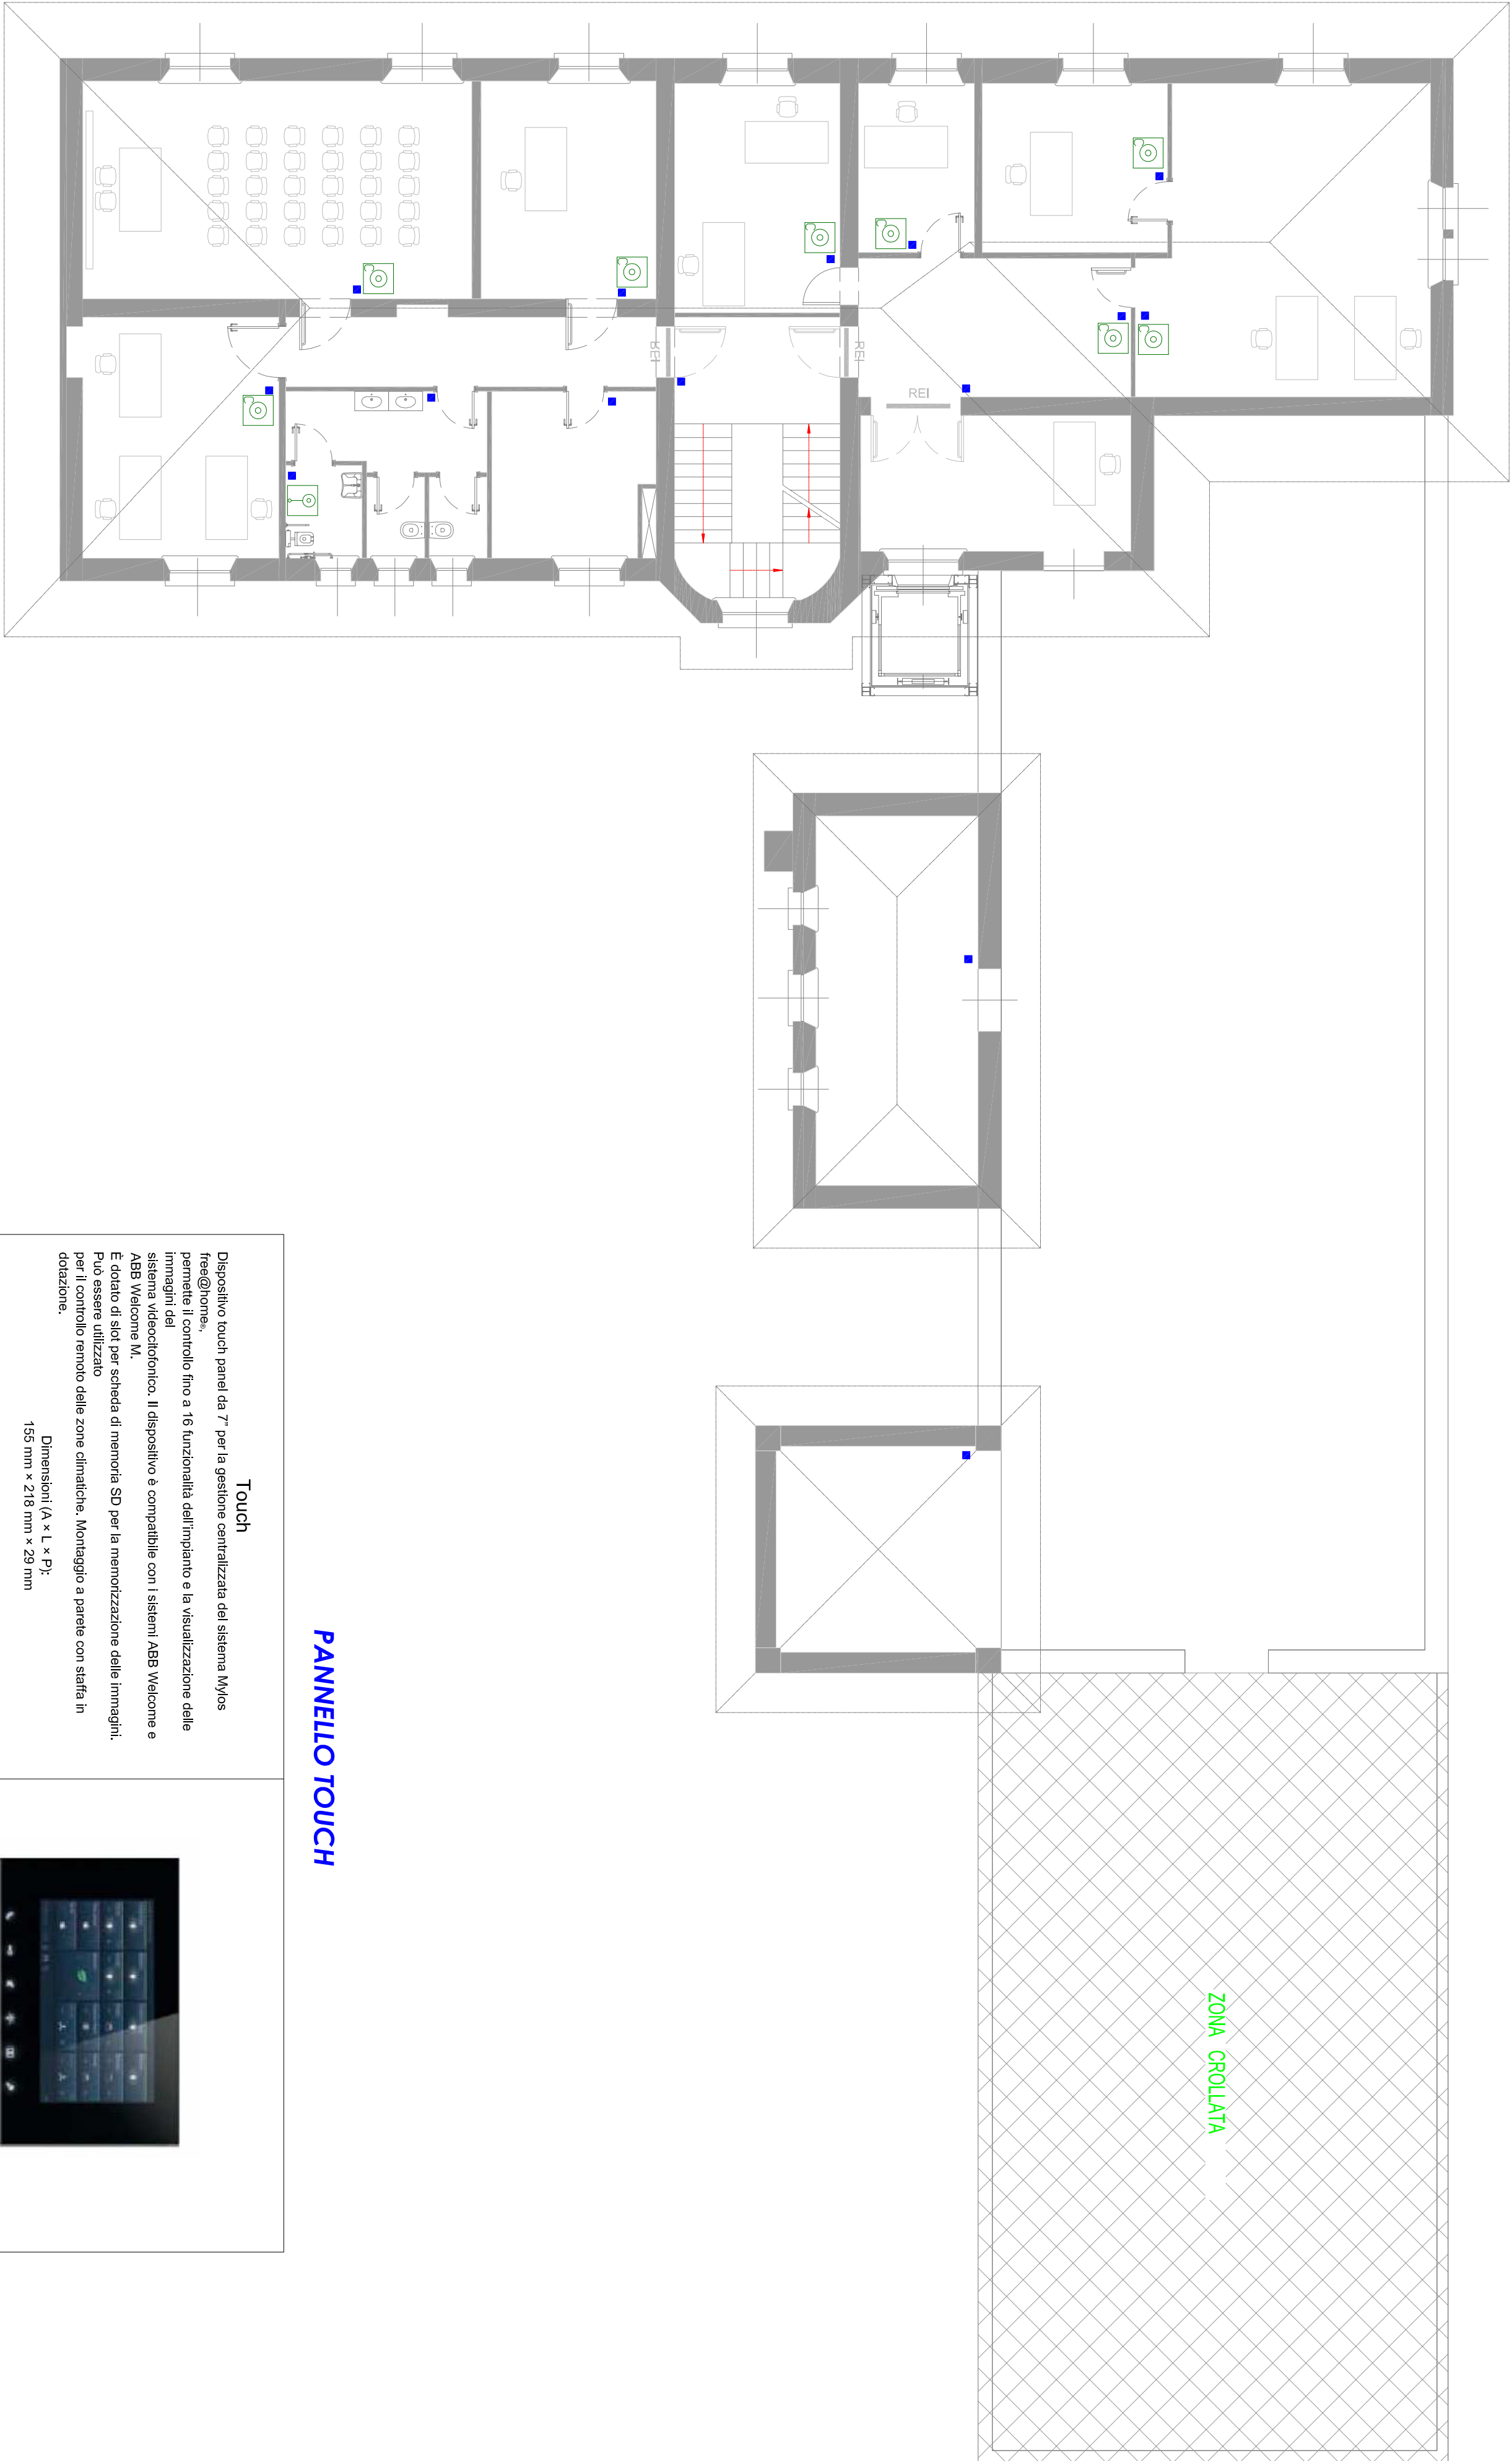 REI
REI
REI
ZONA CROLLATA
PANNELLO TOUCH
Touch
Dispositivo touch panel da 7" per la gestione centralizzata del sistema Mylos
free@home®,
permette il controllo fino a 16 funzionalità dell'impianto e la visualizzazione delle
immagini del
sistema videocitofonico. Il dispositivo è compatibile con i sistemi ABB Welcome e
ABB Welcome M.
È dotato di slot per scheda di memoria SD per la memorizzazione delle immagini.
Può essere utilizzato
per il controllo remoto delle zone climatiche. Montaggio a parete con staffa in
dotazione.
Dimensioni (A × L × P):
155 mm × 218 mm × 29 mm